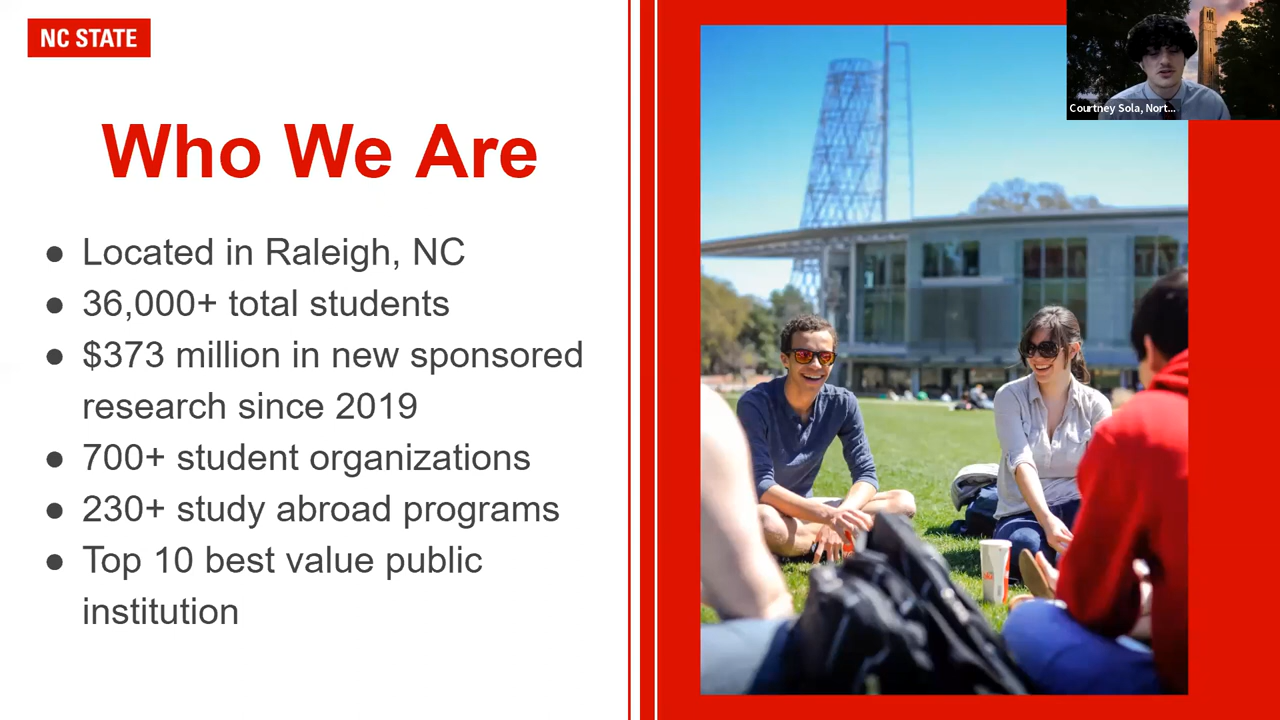 NC STATE
Courtney Sola, Nort...
Who We Are
● Located in Raleigh, NC
● 36,000+ total students
● $373 million in new sponsored
research since 2019
● 700+ student organizations
● 230+ study abroad programs
● Top 10 best value public
institution